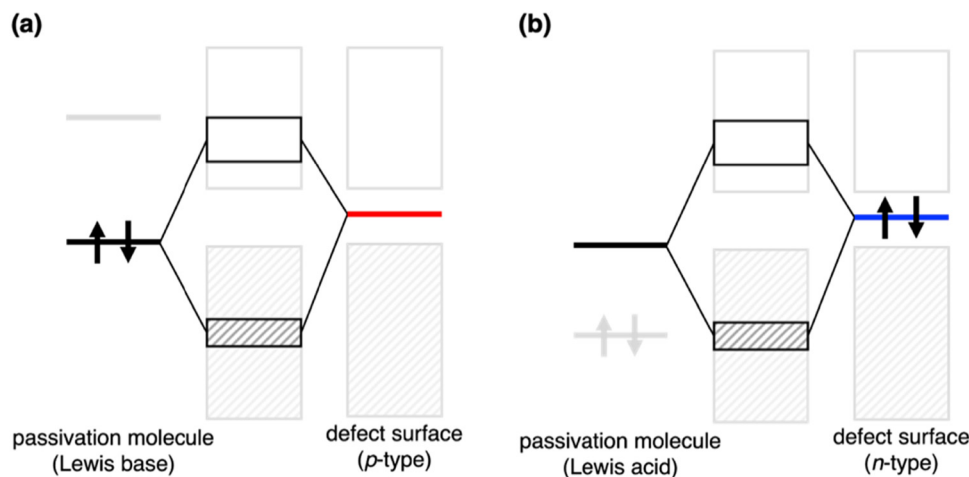 (a)
passivation molecule
(Lewis base)
defect surface
(p-type)
(b)
passivation molecule
(Lewis acid)
defect surface
(n-type)